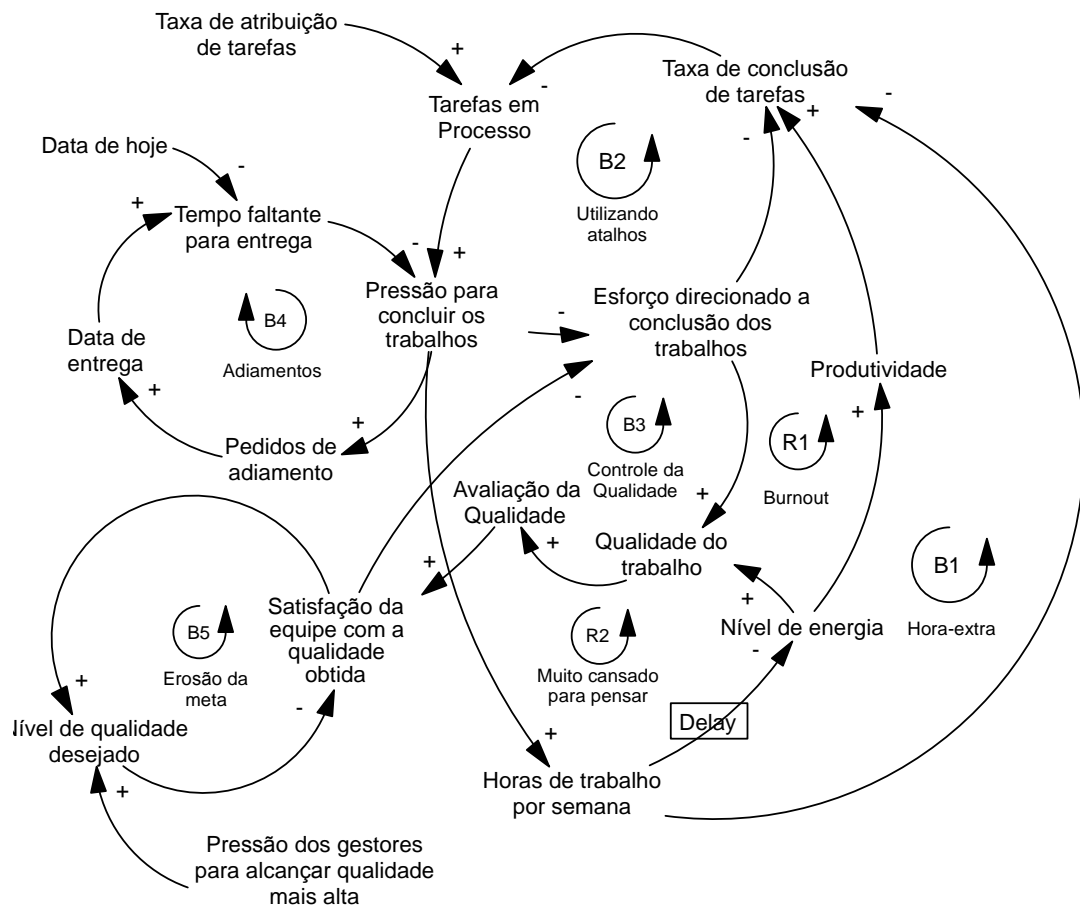 Taxa de atribuição
de tarefas
+
Taxa de conclusão
de tarefas
-
-
+
-
Tarefas em
Processo
Data de hoje
-
B2
Utilizando
atalhos
+
Tempo faltante
para entrega
-
+
Pressão para
concluir os
trabalhos
-
Esforço direcionado a
conclusão dos
trabalhos
B4
Adiamentos
Data de
entrega
+
Produtividade
+
-
+
+
Pedidos de
adiamento
B3
Controle da
Qualidade
R1
Burnout
Avaliação da
Qualidade
+
+
+
Qualidade do
trabalho
+
B1
Hora-extra
Satisfação da
equipe com a
qualidade
obtida
B5
Erosão da
meta
R2
Muito cansado
para pensar
Nível de energia
-
+
-
Delay
+
ível de qualidade
desejado
+
Horas de trabalho
por semana
Pressão dos gestores
para alcançar qualidade
mais alta